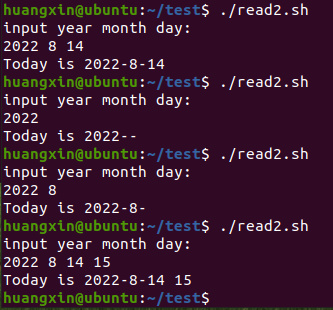 huangxin@ubuntu:~/test$ ./read2.sh
input year month day:
2022 8 14
Today is 2022-8-14
huangxin@ubuntu:~/test$ ./read2.sh
input year month day:
2022
Today is 2022--
huangxin@ubuntu:~/test$ ./read2.sh
input year month day:
2022 8
Today is 2022-8-
huangxin@ubuntu:~/test$ ./read2.sh
input year month day:
2022 8 14 15
Today is 2022-8-14 15
huangxin@ubuntu:~/test$